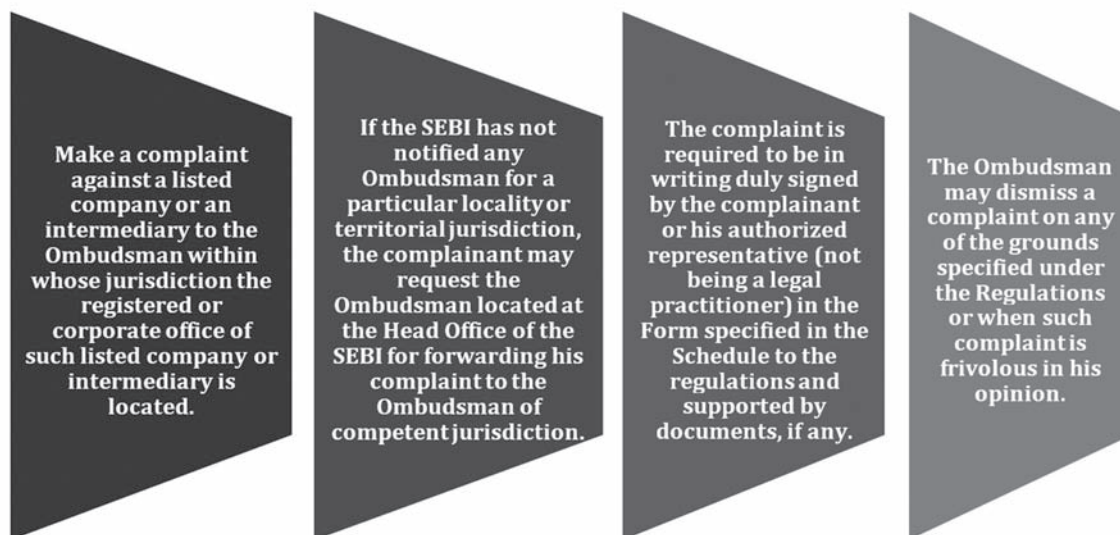 Make a complaint
against a listed
company or an
intermediary to the
Ombudsman within
whose jurisdiction the
registered or
corporate office of
such listed company or
intermediary is
located.
If the SEBI has not
notified any
Ombudsman for a
particular locality or
territorial jurisdiction,
the complainant may
request the
Ombudsman located at
the Head Office of the
SEBI for forwarding his
complaint to the
Ombudsman of
competent jurisdiction.
The complaint is
required to be in
writing duly signed
by the complainant
or his authorized
representative (not
being a legal
practitioner) in the
Form specified in the
Schedule to the
regulations and
supported by
documents, if any.
The Ombudsman
may dismiss a
complaint on any
of the grounds
specified under
the Regulations
or when such
complaint is
frivolous in his
opinion.